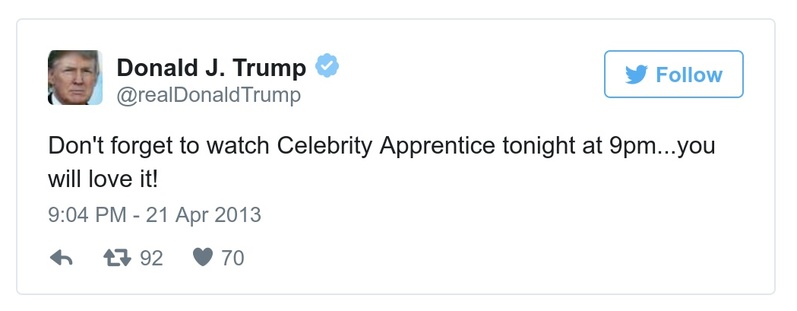 Donald J. Trump
@realDonaldTrump
Follow
Don't forget to watch Celebrity Apprentice tonight at 9pm...you
will love it!
9:04 PM - 21 Apr 2013
92 70